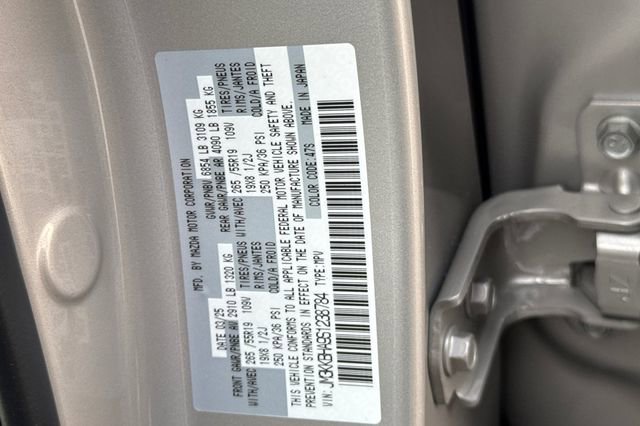 MFD. BY MAZDA MOTOR CORPORATION
DATE 03/25 GVWR/PNBV 6854 LB 3109 KG
FRONT GAWR/PNBE AV 2910 LB 1320 KG REAR GAWR/PNBE AR 4090 LB 1855 KG
WITH/AVEC 265 /55R19 109V TIRES/PNEUS WITH/AVEC 265 /55R19 109V TIRES/PNEUS
19X8 1/2J RIMS/JANTES 19X8 1/2J RIMS/JANTES
250 KPA/36 PSI COLD/A FROID 250 KPA/36 PSI COLD/A FROID
THIS VEHICLE CONFORMS TO ALL APPLICABLE FEDERAL MOTOR VEHICLE SAFETY AND THEFT
PREVENTION STANDARDS IN EFFECT ON THE DATE OF MANUFACTURE SHOWN ABOVE.
VIN: JM3KKBHA9S1238784 TYPE:MPV COLOR CODE:47S MADE IN JAPAN